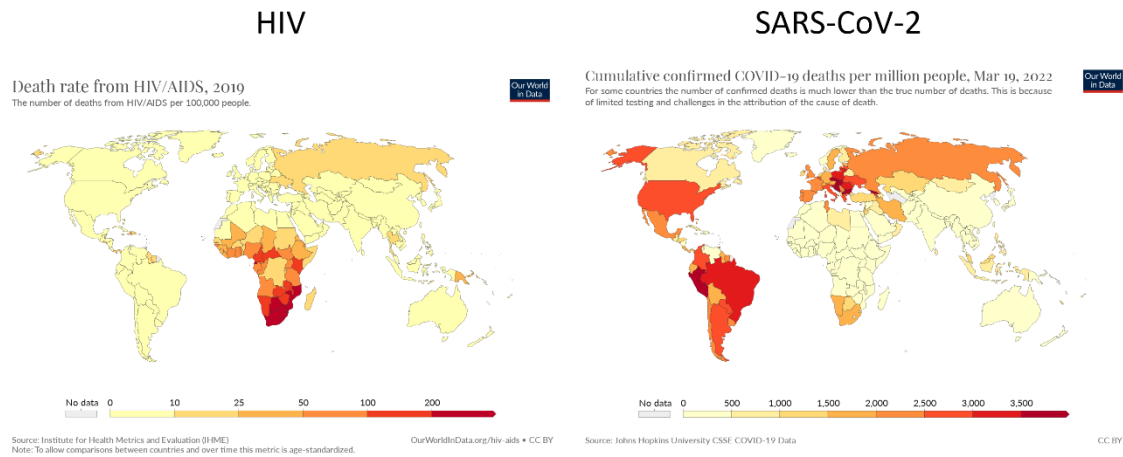 HIV
Death rate from HIV/AIDS, 2019
The number of deaths from HIV/AIDS per 100,000 people.
Our World
in Data
No data
0
10
25
50
100
200
Source: Institute for Health Metrics and Evaluation (IHME)
OurWorldInData.org/hiv-aids • CC BY
Note: To allow comparisons between countries and over time this metric is age-standardized.
SARS-CoV-2
Cumulative confirmed COVID-19 deaths per million people, Mar 19, 2022
For some countries the number of confirmed deaths is much lower than the true number of deaths. This is because
of limited testing and challenges in the attribution of the cause of death.
Our World
in Data
No data
0
500
1,000
1,500
2,000
2,500
3,000
3,500
Source: Johns Hopkins University CSSE COVID-19 Data
CC BY